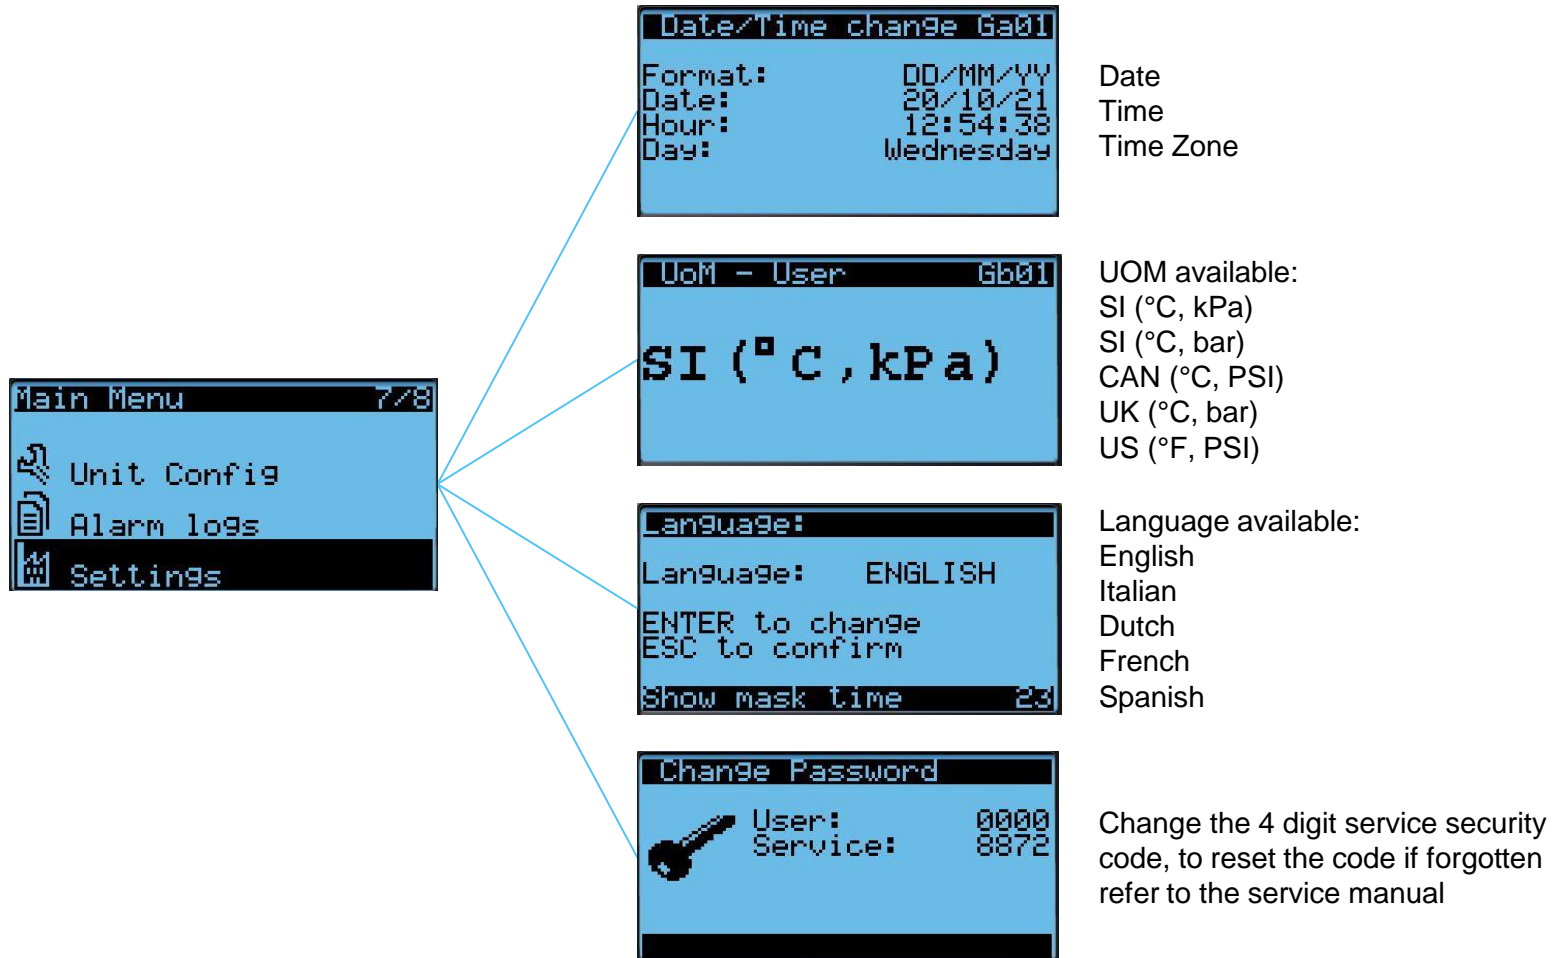 Date/Time change Ga01
Format: DD/MM/YY
Date: 20/10/21
Hour: 12:54:38
Day: Wednesday
Date
Time
Time Zone
UoM - User Gb01
SI(°C,kPa)
UOM available:
SI (°C, kPa)
SI (°C, bar)
CAN (°C, PSI)
UK (°C, bar)
US (°F, PSI)
Main Menu 7/8
Unit Config
Alarm logs
Settings
Language:
Language: ENGLISH
ENTER to change
ESC to confirm
Show mask time 23
Language available:
English
Italian
Dutch
French
Spanish
Change Password
User: 0000
Service: 8872
Change the 4 digit service security
code, to reset the code if forgotten
refer to the service manual